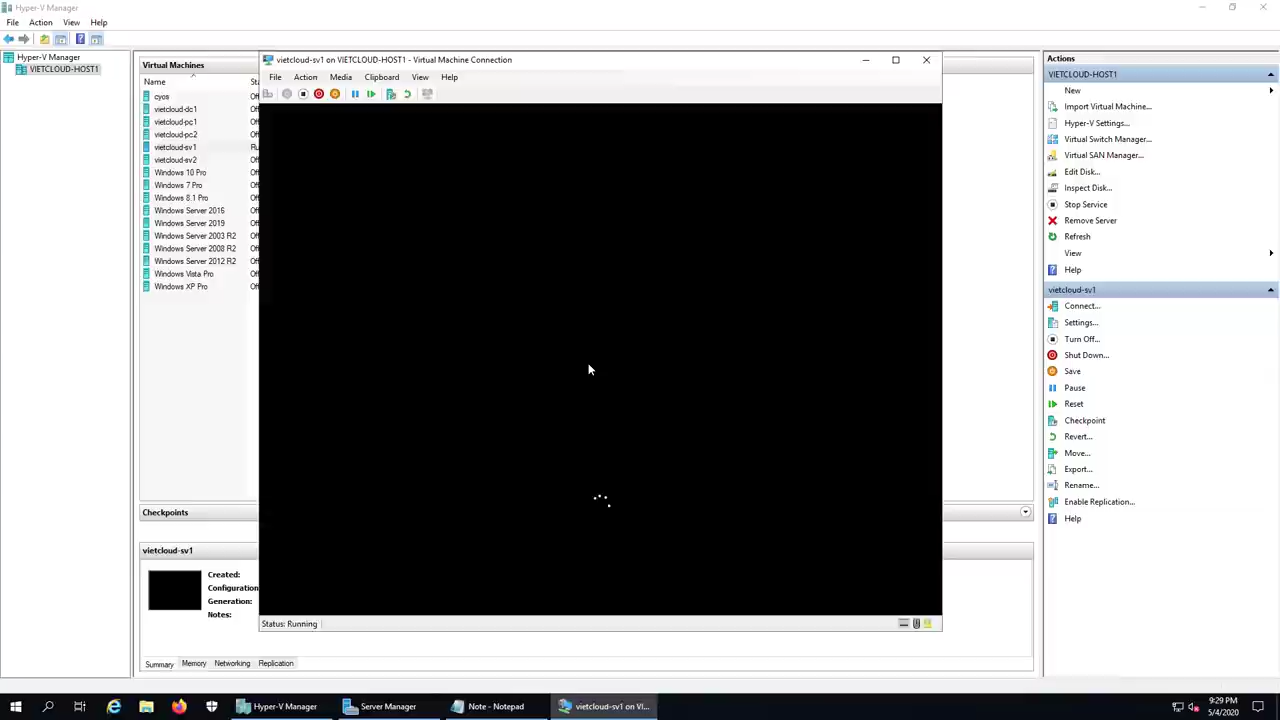 Hyper-V Manager
File Action View Help
Hyper-V Manager
VIETCLOUD-HOST1
Virtual Machines
Name
cyos
vietcloud-dc1
vietcloud-pc1
vietcloud-pc2
vietcloud-sv1
vietcloud-sv2
Windows 10 Pro
Windows 7 Pro
Windows 8.1 Pro
Windows Server 2016
Windows Server 2019
Windows Server 2003 R2
Windows Server 2008 R2
Windows Server 2012 R2
Windows Vista Pro
Windows XP Pro
Checkpoints
vietcloud-sv1
Created:
Configuration
Generation:
Notes:
Summary Memory Networking Replication
vietcloud-sv1 on VIETCLOUD-HOST1 - Virtual Machine Connection
File Action Media Clipboard View Help
Status: Running
Actions
VIETCLOUD-HOST1
New
Import Virtual Machine...
Hyper-V Settings...
Virtual Switch Manager...
Virtual SAN Manager...
Edit Disk...
Inspect Disk...
Stop Service
Remove Server
Refresh
View
Help
vietcloud-sv1
Connect...
Settings...
Turn Off...
Shut Down...
Save
Pause
Reset
Checkpoint
Revert...
Move...
Export...
Rename...
Enable Replication...
Help
Hyper-V Manager
Server Manager
Note - Notepad
vietcloud-sv1 on VI...
9:29 PM
5/4/2020